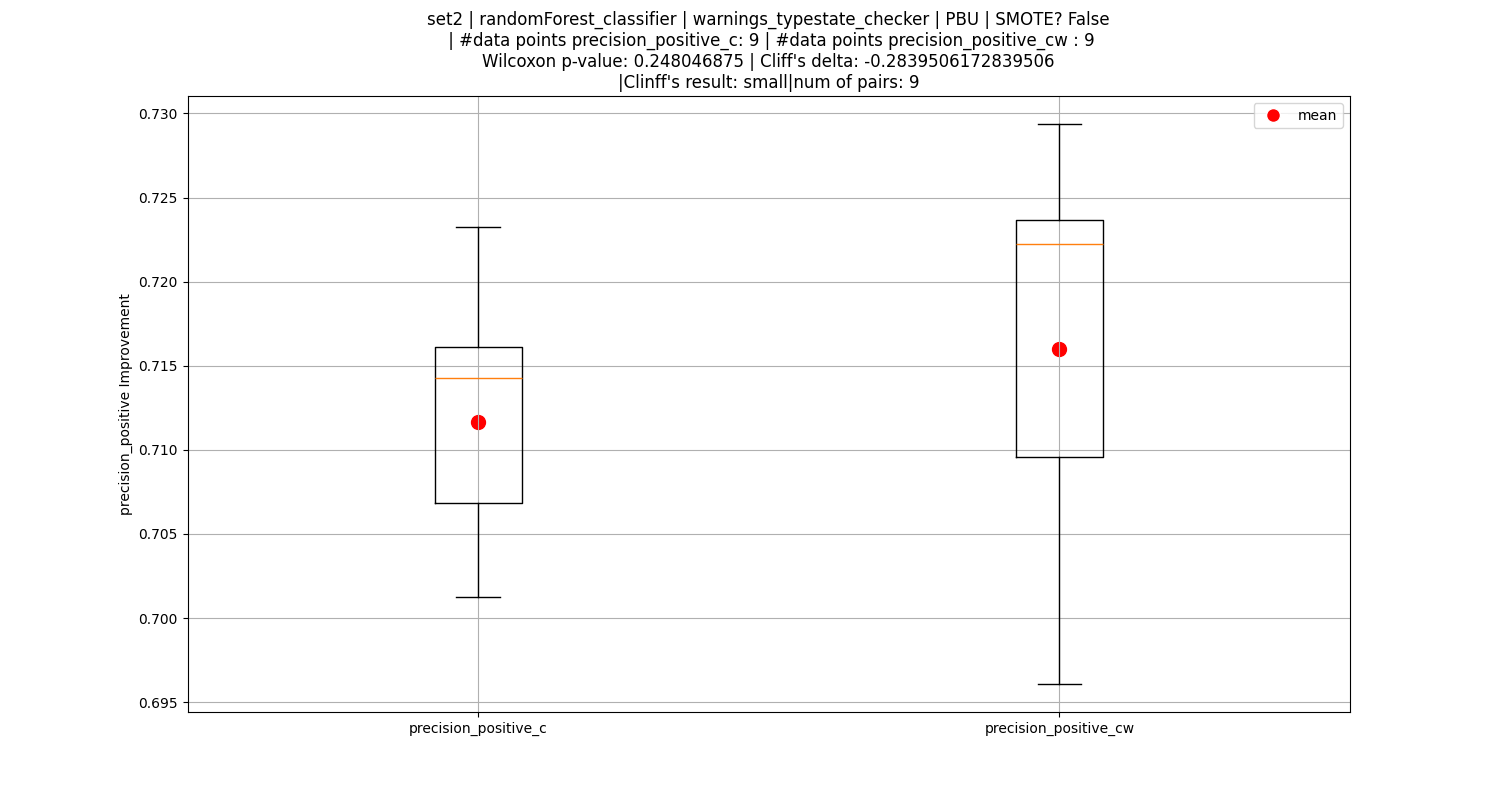 set2 | randomForest_classifier | warnings_typestate_checker | PBU | SMOTE? False
| #data points precision_positive_c: 9 | #data points precision_positive_cw : 9
Wilcoxon p-value: 0.248046875 | Cliff's delta: -0.2839506172839506
|Clinff's result: small|num of pairs: 9
mean
0.730
0.725
0.720
0.715
0.710
0.705
0.700
0.695
precision_positive Improvement
precision_positive_c
precision_positive_cw